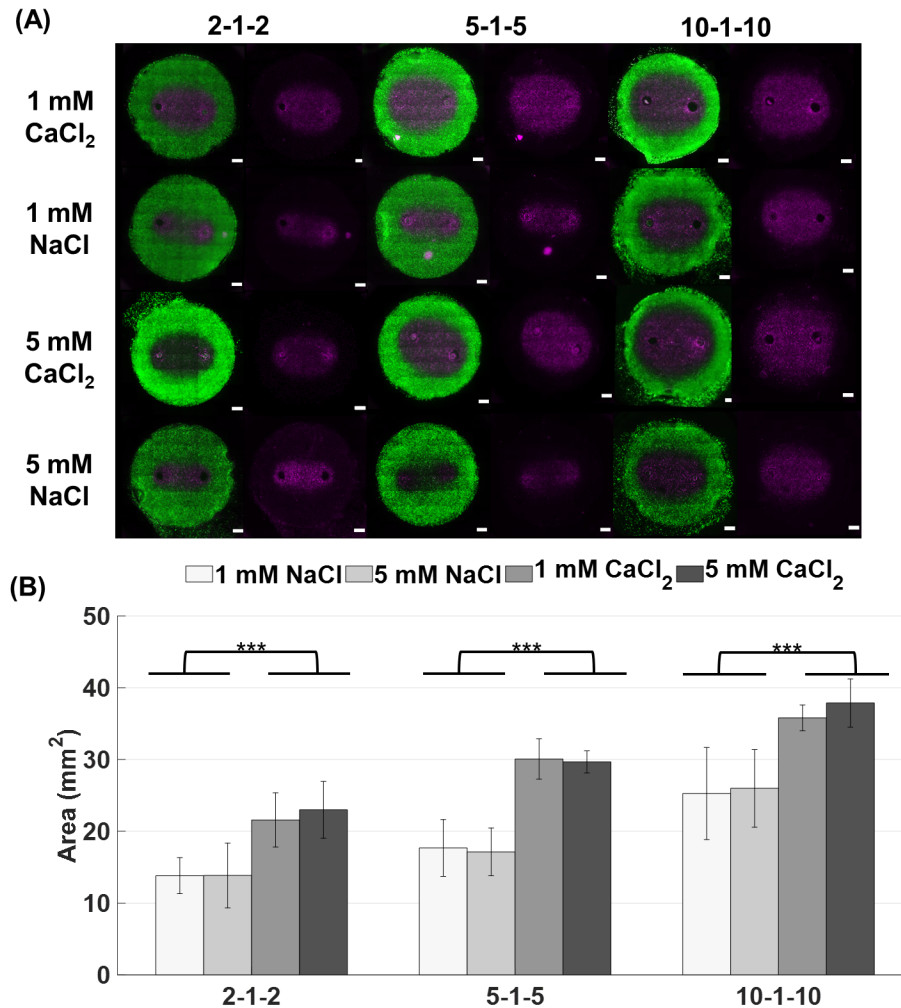 (A)
2-1-2 5-1-5 10-1-10
1 mM
CaCl2
1 mM
NaCl
5 mM
CaCl2
5 mM
NaCl
(B)
1 mM NaCl 5 mM NaCl 1 mM CaCl2 5 mM CaCl2
50
*** *** ***
40
30
20
10
0
Area (mm2)
2-1-2 5-1-5 10-1-10